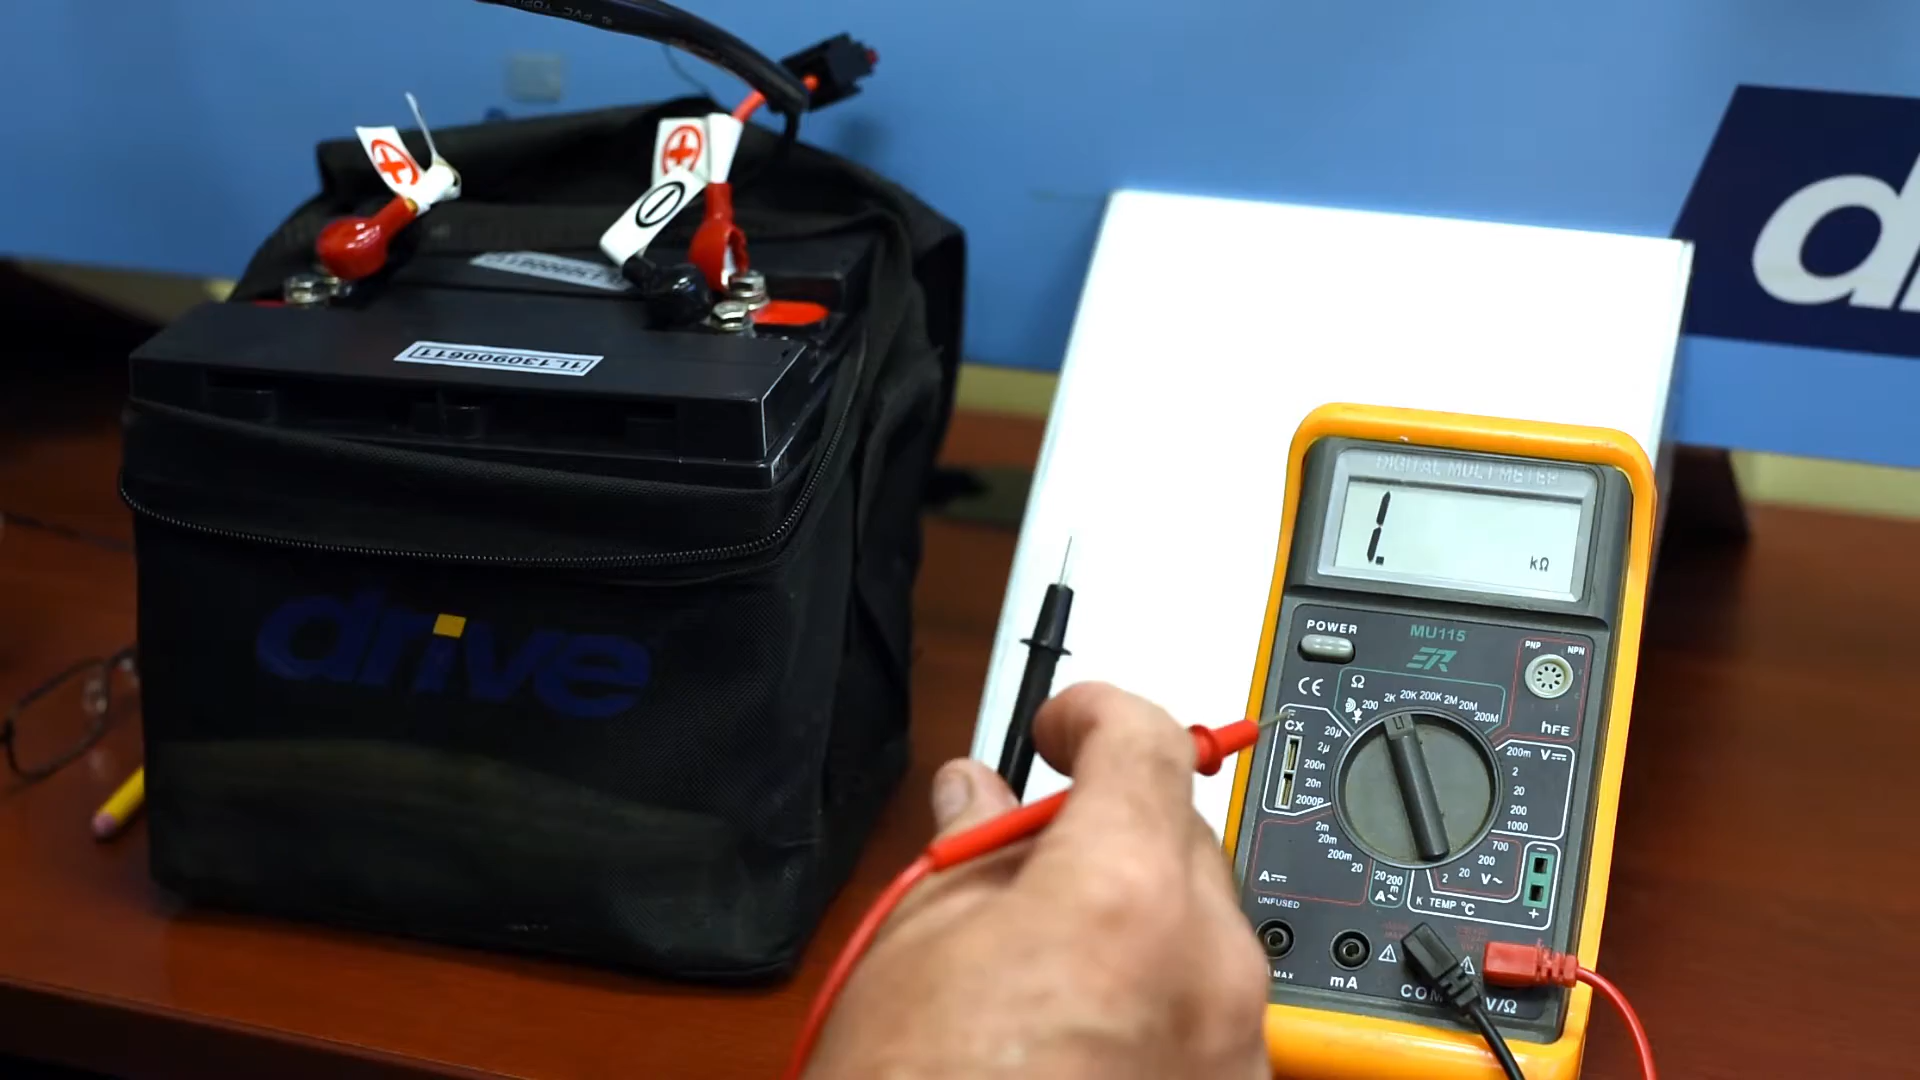 1L130900611
drive
d
DIGITAL MULTIMETER
1.
kΩ
POWER
MU115
ER
PNP NPN
hFE
CE
Ω
200 2K 20K 200K 2M 20M 200M
CX
20μ
2μ
200n
20n
2000P
200m V
2
20
200
1000
2m
20m
200m
20
A
20 200m
A~
700
200
20
2
V~
K TEMP °C
UNFUSED
MAX
mA
COM
V/Ω